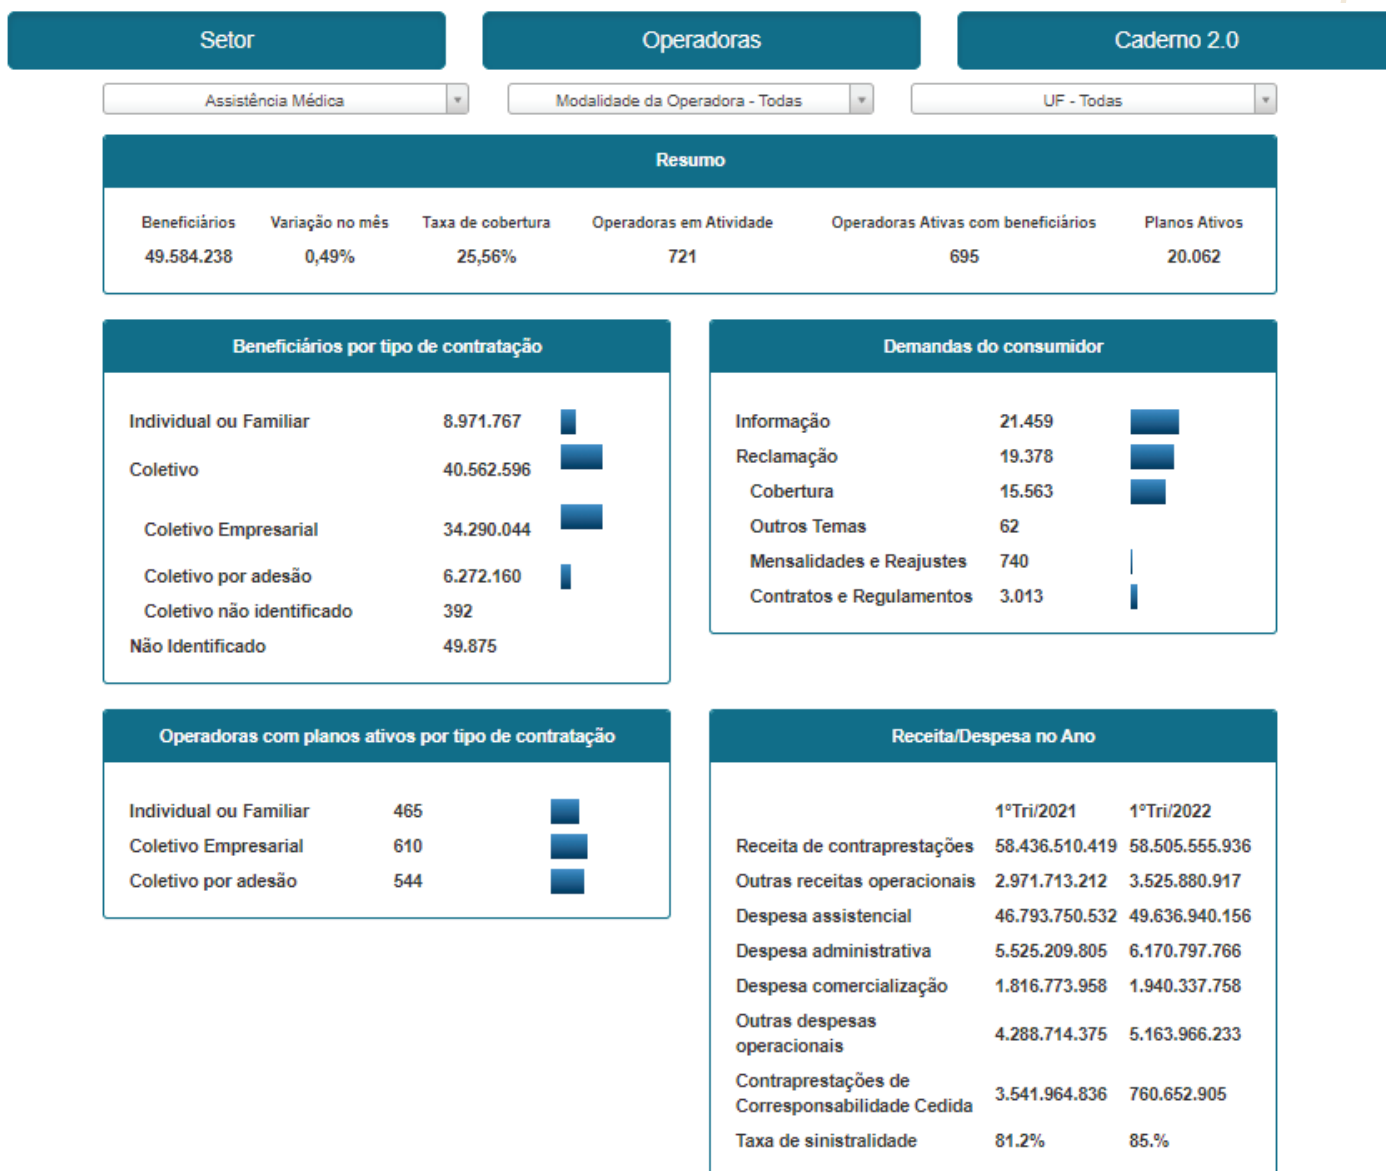 Setor Operadoras Caderno 2.0
Assistência Médica Modalidade da Operadora - Todas UF - Todas
Resumo
Beneficiários Variação no mês Taxa de cobertura Operadoras em Atividade Operadoras Ativas com beneficiários Planos Ativos
49.584.238 0,49% 25,56% 721 695 20.062
Beneficiários por tipo de contratação
Individual ou Familiar 8.971.767
Coletivo 40.562.596
Coletivo Empresarial 34.290.044
Coletivo por adesão 6.272.160
Coletivo não identificado 392
Não Identificado 49.875
Demandas do consumidor
Informação 21.459
Reclamação 19.378
Cobertura 15.563
Outros Temas 62
Mensalidades e Reajustes 740
Contratos e Regulamentos 3.013
Operadoras com planos ativos por tipo de contratação
Individual ou Familiar 465
Coletivo Empresarial 610
Coletivo por adesão 544
Receita/Despesa no Ano
1ºTri/2021 1ºTri/2022
Receita de contraprestações 58.436.510.419 58.505.555.936
Outras receitas operacionais 2.971.713.212 3.525.880.917
Despesa assistencial 46.793.750.532 49.636.940.156
Despesa administrativa 5.525.209.805 6.170.797.766
Despesa comercialização 1.816.773.958 1.940.337.758
Outras despesas
operacionais 4.288.714.375 5.163.966.233
Contraprestações de
Corresponsabilidade Cedida 3.541.964.836 760.652.905
Taxa de sinistralidade 81.2% 85.%